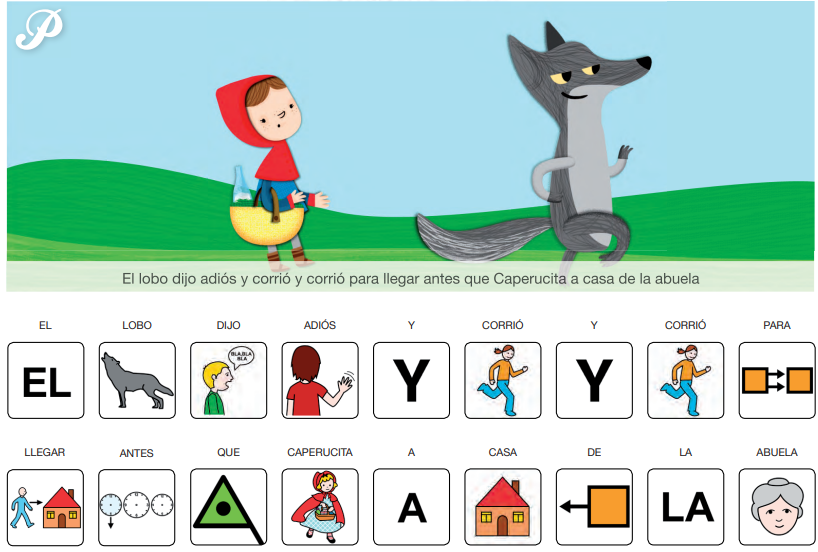 P
El lobo dijo adiós y corrió y corrió para llegar antes que Caperucita a casa de la abuela
EL LOBO DIJO ADIÓS Y CORRIÓ Y CORRIÓ PARA
EL BLA,BLA BLA Y Y
LLEGAR ANTES QUE CAPERUCITA A CASA DE LA ABUELA
A LA